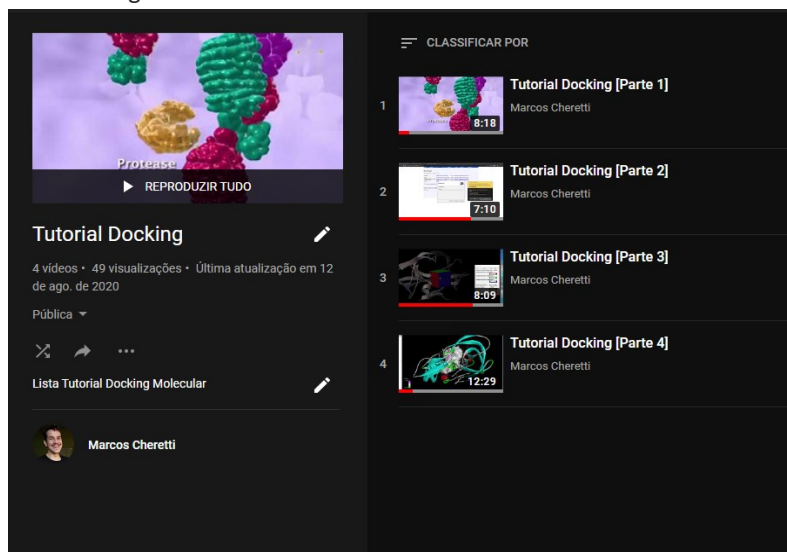 Protease
REPRODUZIR TUDO
Tutorial Docking
4 vídeos • 49 visualizações • Última atualização em 12
de ago. de 2020
Pública
Lista Tutorial Docking Molecular
Marcos Cheretti
CLASSIFICAR POR
1
8:18
Tutorial Docking [Parte 1]
Marcos Cheretti
2
7:10
Tutorial Docking [Parte 2]
Marcos Cheretti
3
8:09
Tutorial Docking [Parte 3]
Marcos Cheretti
4
12:29
Tutorial Docking [Parte 4]
Marcos Cheretti